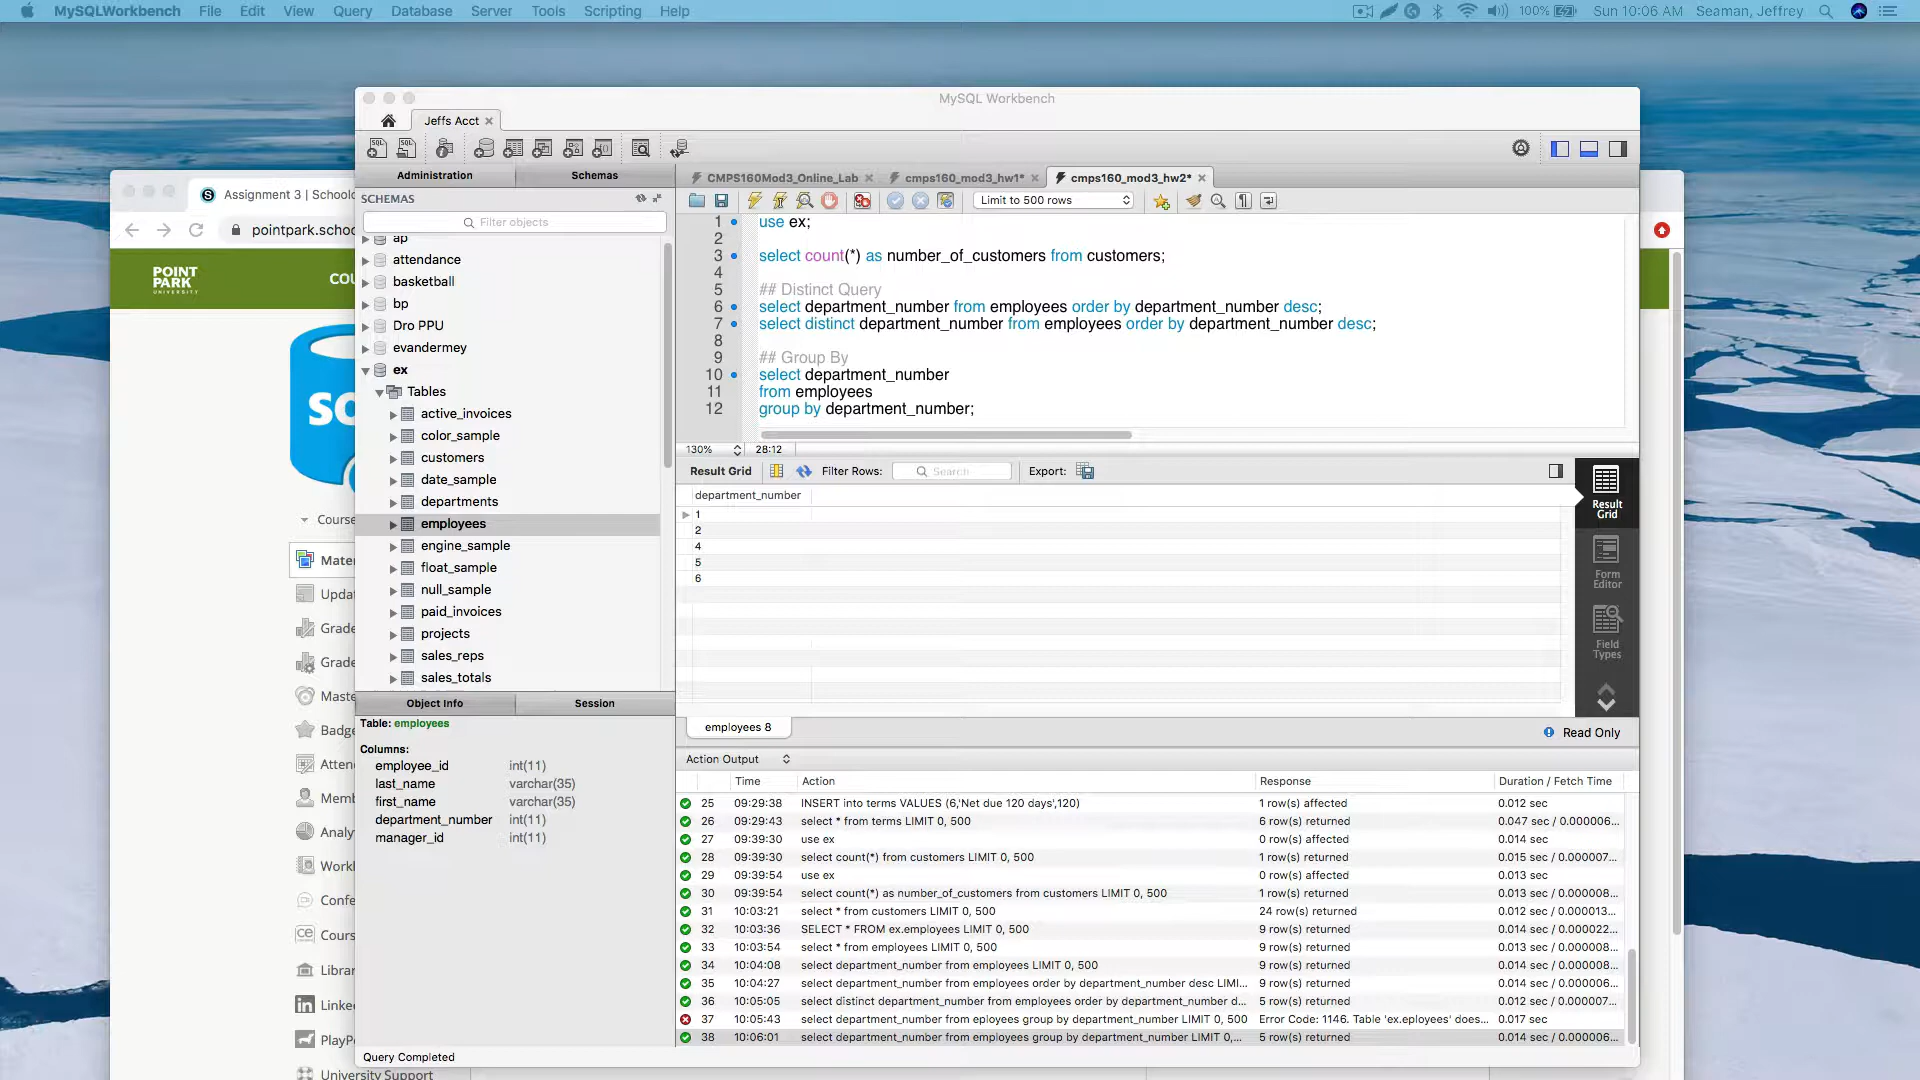 MySQLWorkbench File Edit View Query Database Server Tools Scripting Help
100% Sun 10:06 AM Seaman, Jeffrey
MySQL Workbench
Jeffs Acct
Administration Schemas
SCHEMAS
Filter objects
ap
attendance
basketball
bp
Dro PPU
evandermey
ex
Tables
active_invoices
color_sample
customers
date_sample
departments
employees
engine_sample
float_sample
null_sample
paid_invoices
projects
sales_reps
sales_totals
Object Info Session
Table: employees
Columns:
employee_id int(11)
last_name varchar(35)
first_name varchar(35)
department_number int(11)
manager_id int(11)
Query Completed
CMPS160Mod3_Online_Lab cmps160_mod3_hw1* cmps160_mod3_hw2*
Limit to 500 rows
1 use ex;
2
3 select count(*) as number_of_customers from customers;
4
5 ## Distinct Query
6 select department_number from employees order by department_number desc;
7 select distinct department_number from employees order by department_number desc;
8
9 ## Group By
10 select department_number
11 from employees
12 group by department_number;
130% 28:12
Result Grid Filter Rows: Search Export:
department_number
1
2
4
5
6
Result Grid
Form Editor
Field Types
employees 8
Read Only
Action Output
Time Action Response Duration / Fetch Time
25 09:29:38 INSERT into terms VALUES (6,'Net due 120 days',120) 1 row(s) affected 0.012 sec
26 09:29:43 select * from terms LIMIT 0, 500 6 row(s) returned 0.047 sec / 0.000006...
27 09:39:30 use ex 0 row(s) affected 0.014 sec
28 09:39:30 select count(*) from customers LIMIT 0, 500 1 row(s) returned 0.015 sec / 0.000007...
29 09:39:54 use ex 0 row(s) affected 0.013 sec
30 09:39:54 select count(*) as number_of_customers from customers LIMIT 0, 500 1 row(s) returned 0.013 sec / 0.000008...
31 10:03:21 select * from customers LIMIT 0, 500 24 row(s) returned 0.012 sec / 0.000013...
32 10:03:36 SELECT * FROM ex.employees LIMIT 0, 500 9 row(s) returned 0.014 sec / 0.000022...
33 10:03:54 select * from employees LIMIT 0, 500 9 row(s) returned 0.013 sec / 0.000008...
34 10:04:08 select department_number from employees LIMIT 0, 500 9 row(s) returned 0.014 sec / 0.000008...
35 10:04:27 select department_number from employees order by department_number desc LIMI... 9 row(s) returned 0.014 sec / 0.000006...
36 10:05:05 select distinct department_number from employees order by department_number d... 5 row(s) returned 0.012 sec / 0.000007...
37 10:05:43 select department_number from eployees group by department_number LIMIT 0, 500 Error Code: 1146. Table 'ex.eployees' does... 0.017 sec
38 10:06:01 select department_number from employees group by department_number LIMIT 0,... 5 row(s) returned 0.014 sec / 0.000006...
Assignment 3 | Schoolo
pointpark.schoo
POINT
PARK
UNIVERSITY
COU
Course
Mater
Updat
Grade
Grade
Maste
Badge
Atten
Memb
Analy
Workl
Confe
Cours
Librar
Linke
PlayPo
University Support